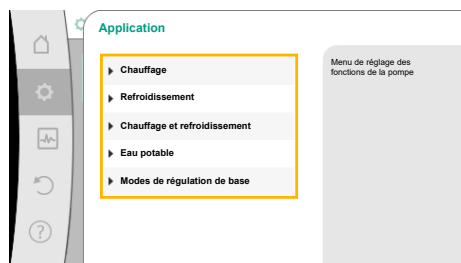 Application
Chauffage
Refroidissement
Chauffage et refroidissement
Eau potable
Modes de régulation de base
Menu de réglage des
fonctions de la pompe
?